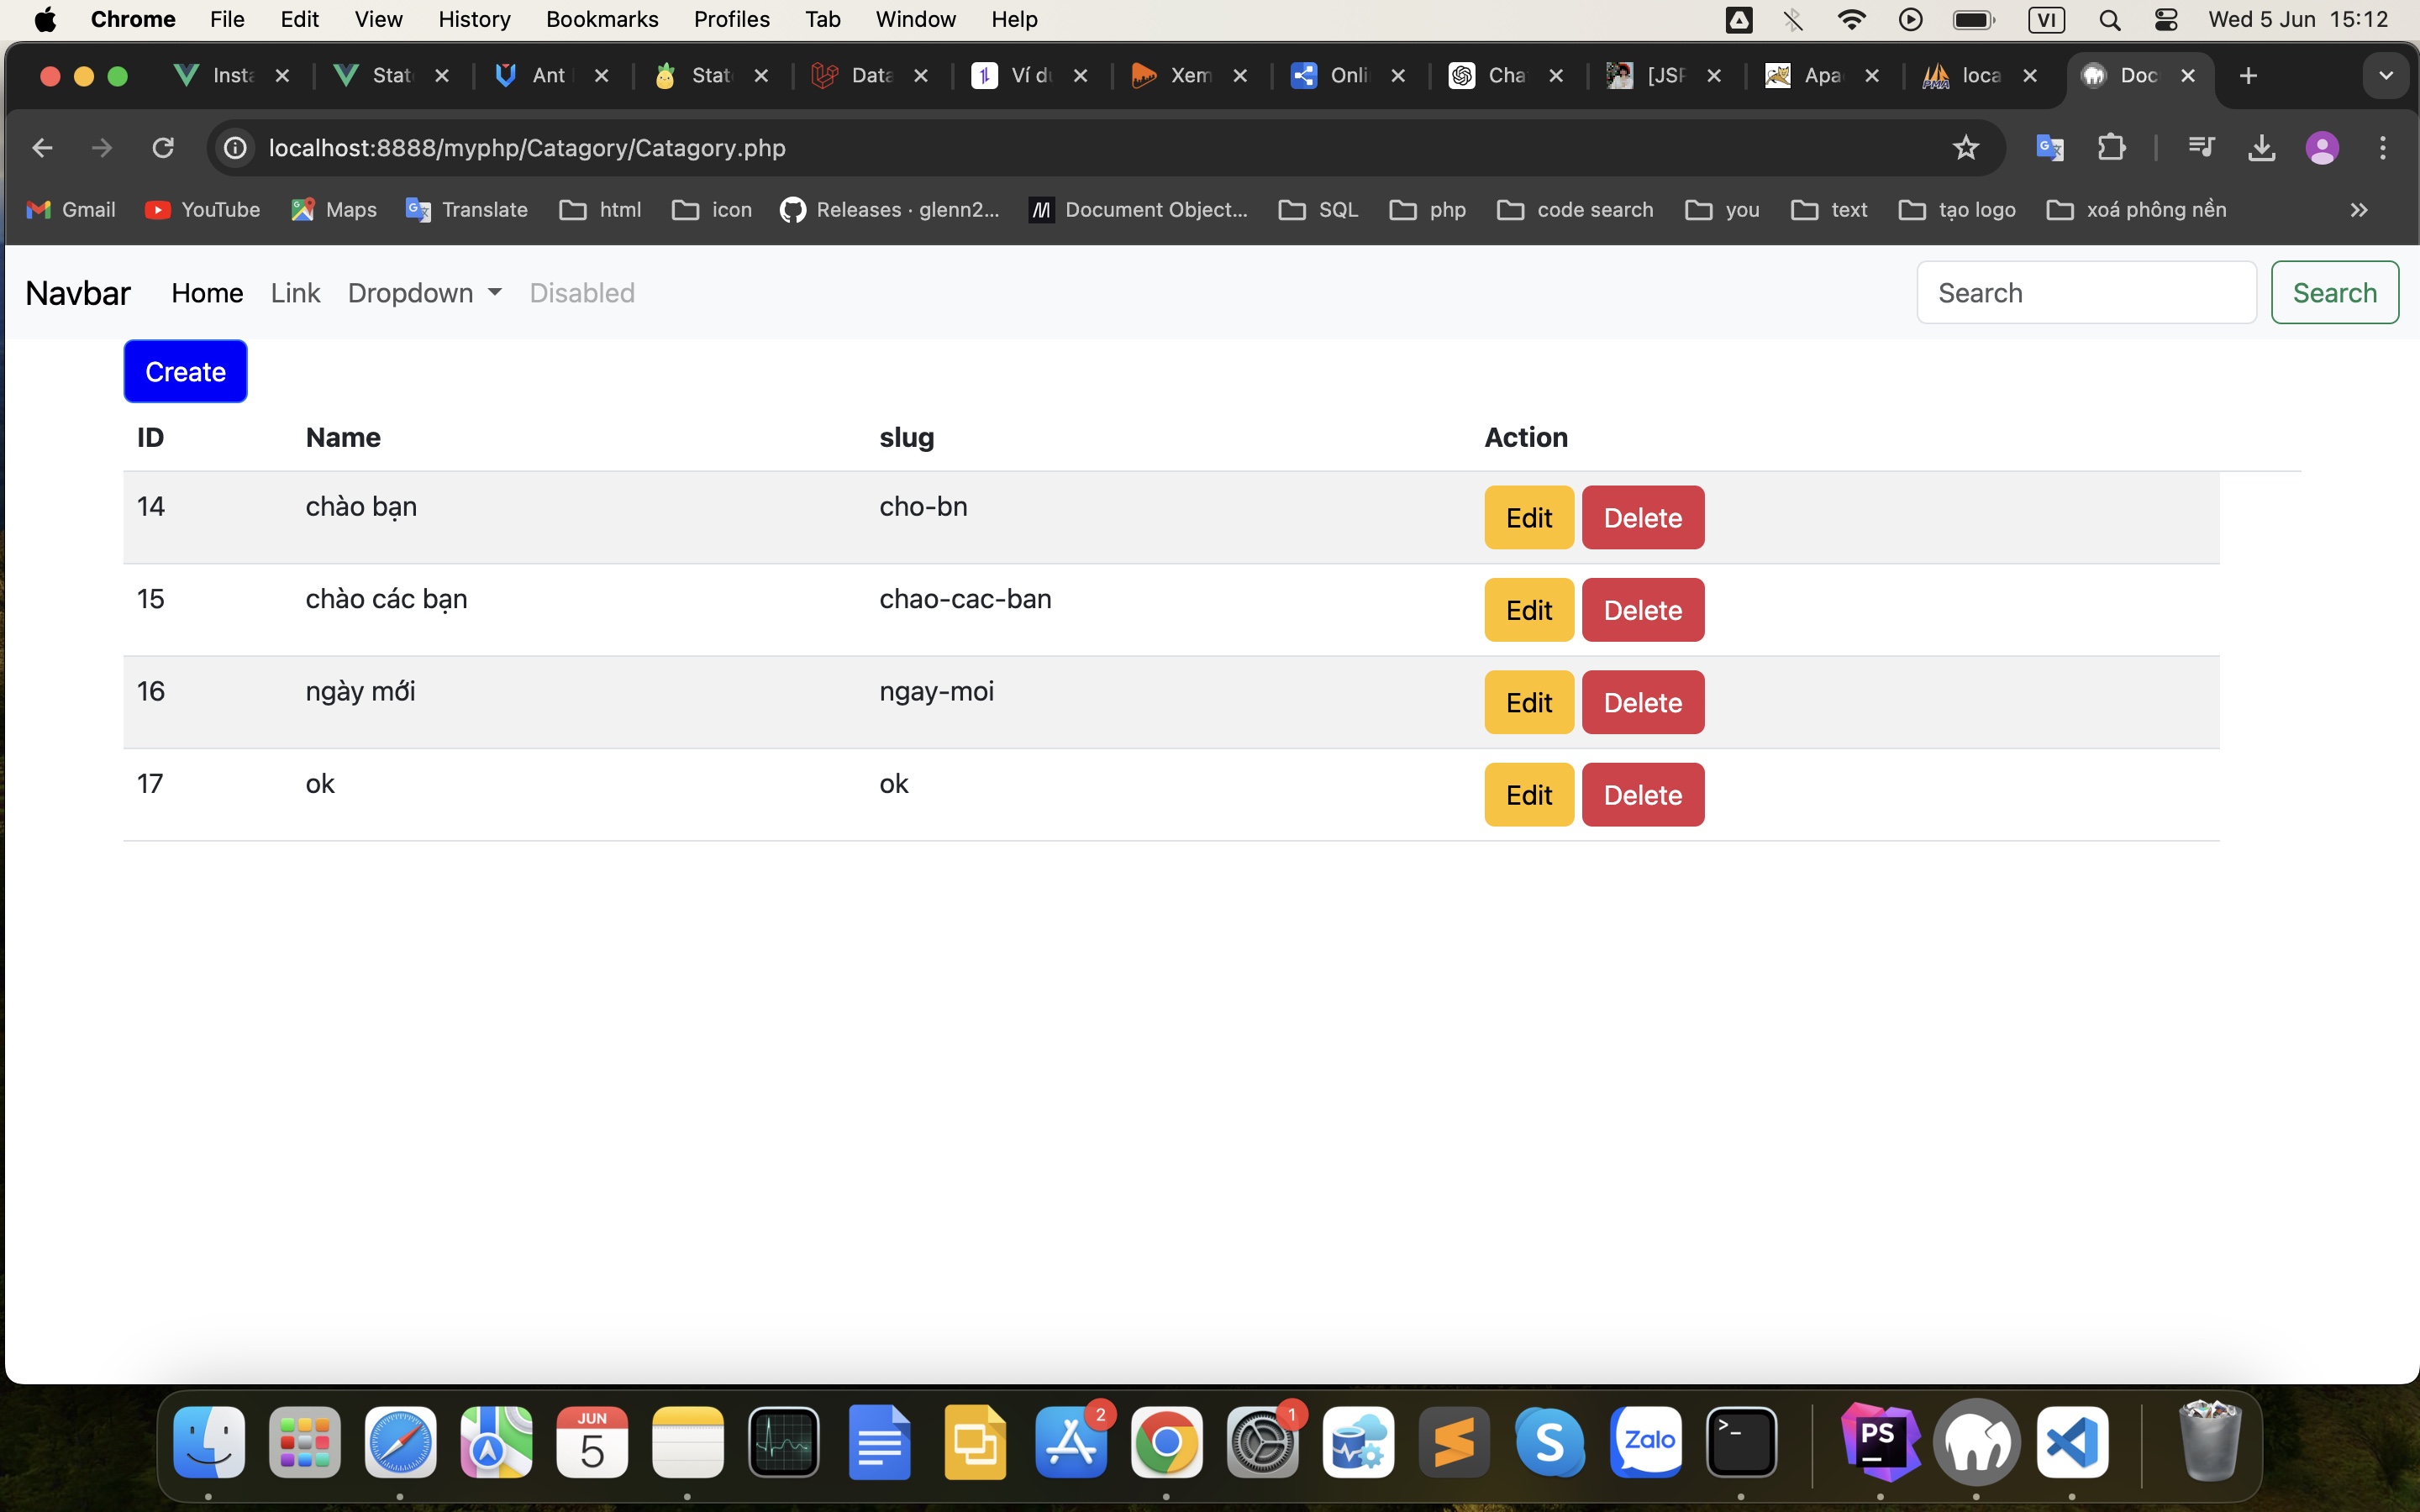 Chrome File Edit View History Bookmarks Profiles Tab Window Help VI Wed 5 Jun 15:12
Insta Stat Ant Stat Data Ví dụ Xem Onli Cha [JSP Apa loca Doc
localhost:8888/myphp/Catagory/Catagory.php
Gmail YouTube Maps Translate html icon Releases · glenn2... Document Object... SQL php code search you text tạo logo xoá phông nền
Navbar Home Link Dropdown Disabled Search Search
Create
ID Name slug Action
14 chào bạn cho-bn Edit Delete
15 chào các bạn chao-cac-ban Edit Delete
16 ngày mới ngay-moi Edit Delete
17 ok ok Edit Delete
JUN 2 1
5 Zalo PS